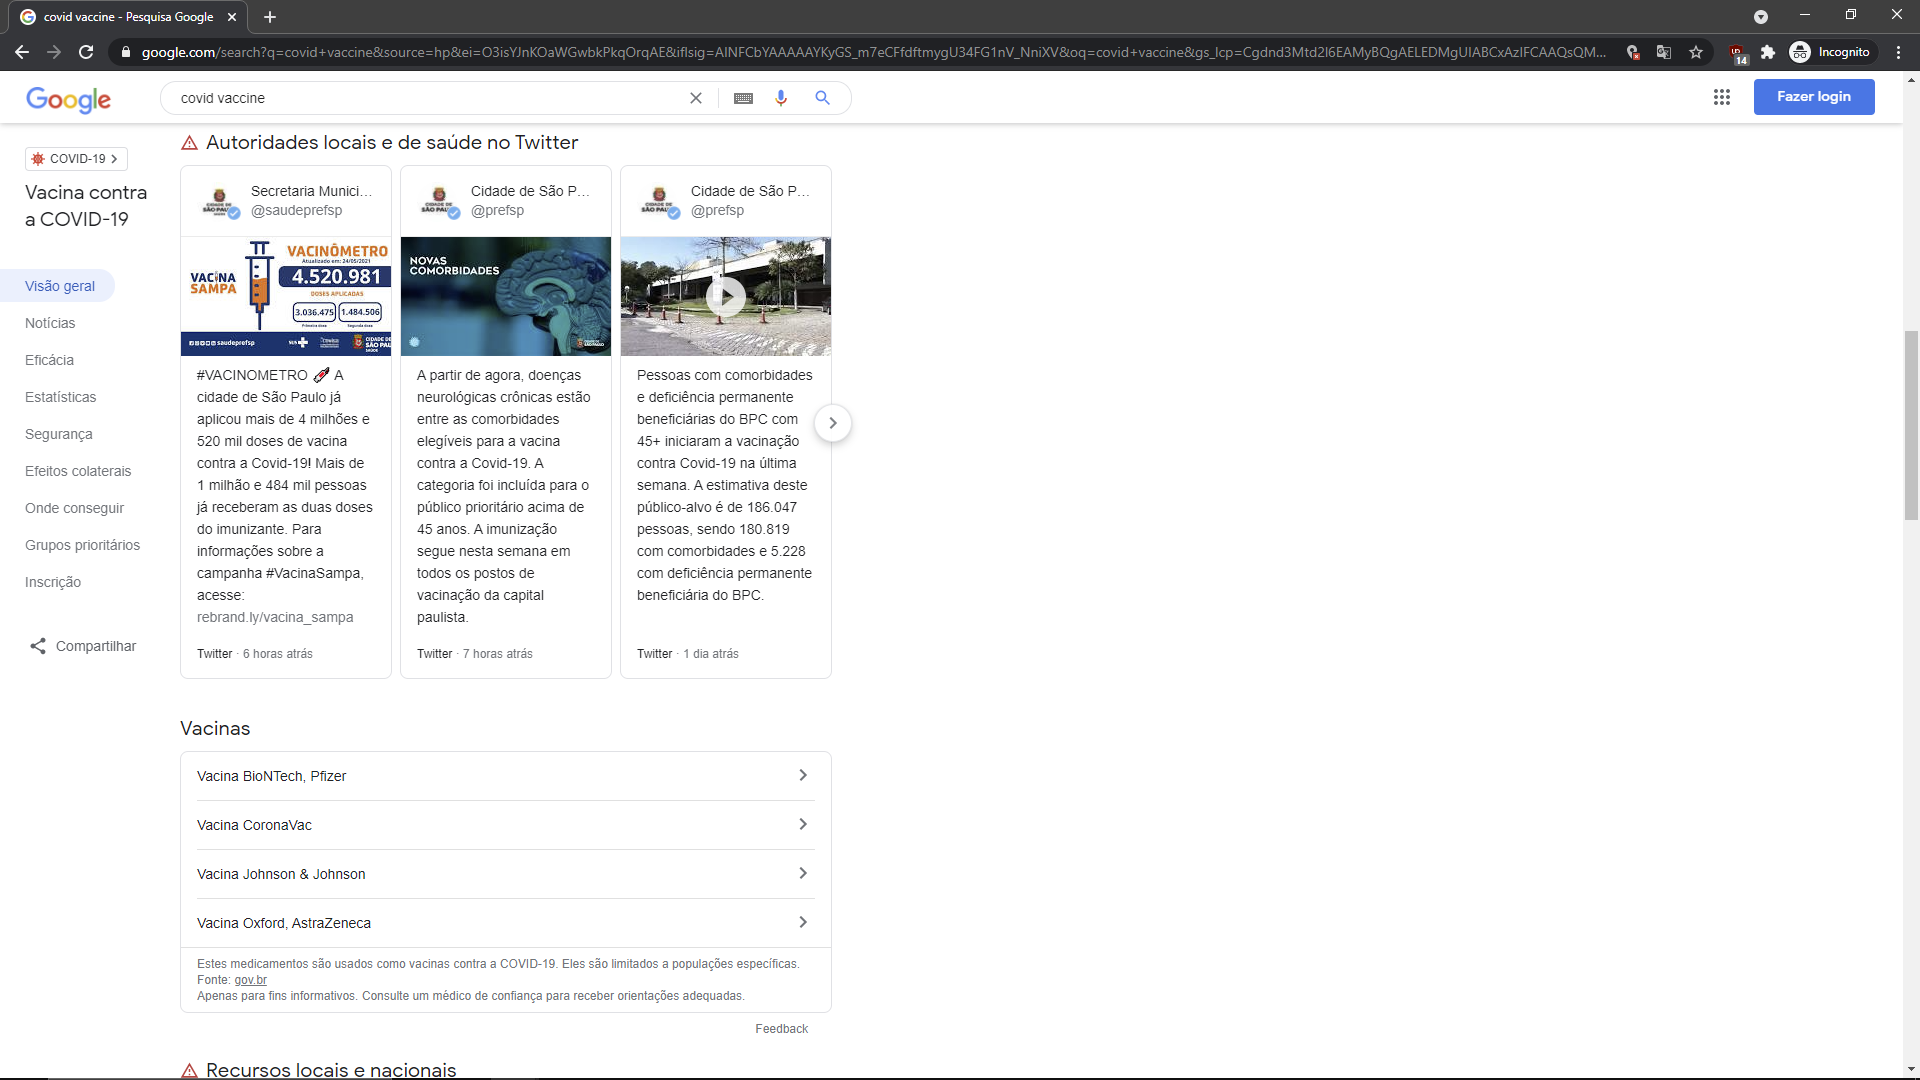 covid vaccine - Pesquisa Google
google.com/search?q=covid+vaccine&source=hp&ei=O3isYJnKOaWGwbkPkqOrqAE&iflsig=AINFCbYAAAAAYKyGS_m7eCFfdftmygU34FG1nV_NniXV&oq=covid+vaccine&gs_lcp=Cgdnd3Mtd2l6EAMyBQgAELEDMgUIABCxAzIFCAAQsQM...
14
Incognito
Google
covid vaccine
Fazer login
COVID-19
Vacina contra
a COVID-19
Visão geral
Notícias
Eficácia
Estatísticas
Segurança
Efeitos colaterais
Onde conseguir
Grupos prioritários
Inscrição
Compartilhar
Autoridades locais e de saúde no Twitter
Secretaria Munici...
@saudeprefsp
VACINA
SAMPA
VACINÔMETRO
Atualizado em: 24/05/2021
4.520.981
DOSES APLICADAS
3.036.475 1.484.506
Primeira dose Segunda dose
saudeprefsp
SUS
CIDADE DE
SÃO PAUL
SAÚDE
#VACINOMETRO 💉 A
cidade de São Paulo já
aplicou mais de 4 milhões e
520 mil doses de vacina
contra a Covid-19! Mais de
1 milhão e 484 mil pessoas
já receberam as duas doses
do imunizante. Para
informações sobre a
campanha #VacinaSampa,
acesse:
rebrand.ly/vacina_sampa
Twitter · 6 horas atrás
Cidade de São P...
@prefsp
NOVAS
COMORBIDADES
A partir de agora, doenças
neurológicas crônicas estão
entre as comorbidades
elegíveis para a vacina
contra a Covid-19. A
categoria foi incluída para o
público prioritário acima de
45 anos. A imunização
segue nesta semana em
todos os postos de
vacinação da capital
paulista.
Twitter · 7 horas atrás
Cidade de São P...
@prefsp
Pessoas com comorbidades
e deficiência permanente
beneficiárias do BPC com
45+ iniciaram a vacinação
contra Covid-19 na última
semana. A estimativa deste
público-alvo é de 186.047
pessoas, sendo 180.819
com comorbidades e 5.228
com deficiência permanente
beneficiária do BPC.
Twitter · 1 dia atrás
Vacinas
Vacina BioNTech, Pfizer
Vacina CoronaVac
Vacina Johnson & Johnson
Vacina Oxford, AstraZeneca
Estes medicamentos são usados como vacinas contra a COVID-19. Eles são limitados a populações específicas.
Fonte: gov.br
Apenas para fins informativos. Consulte um médico de confiança para receber orientações adequadas.
Feedback
Recursos locais e nacionais